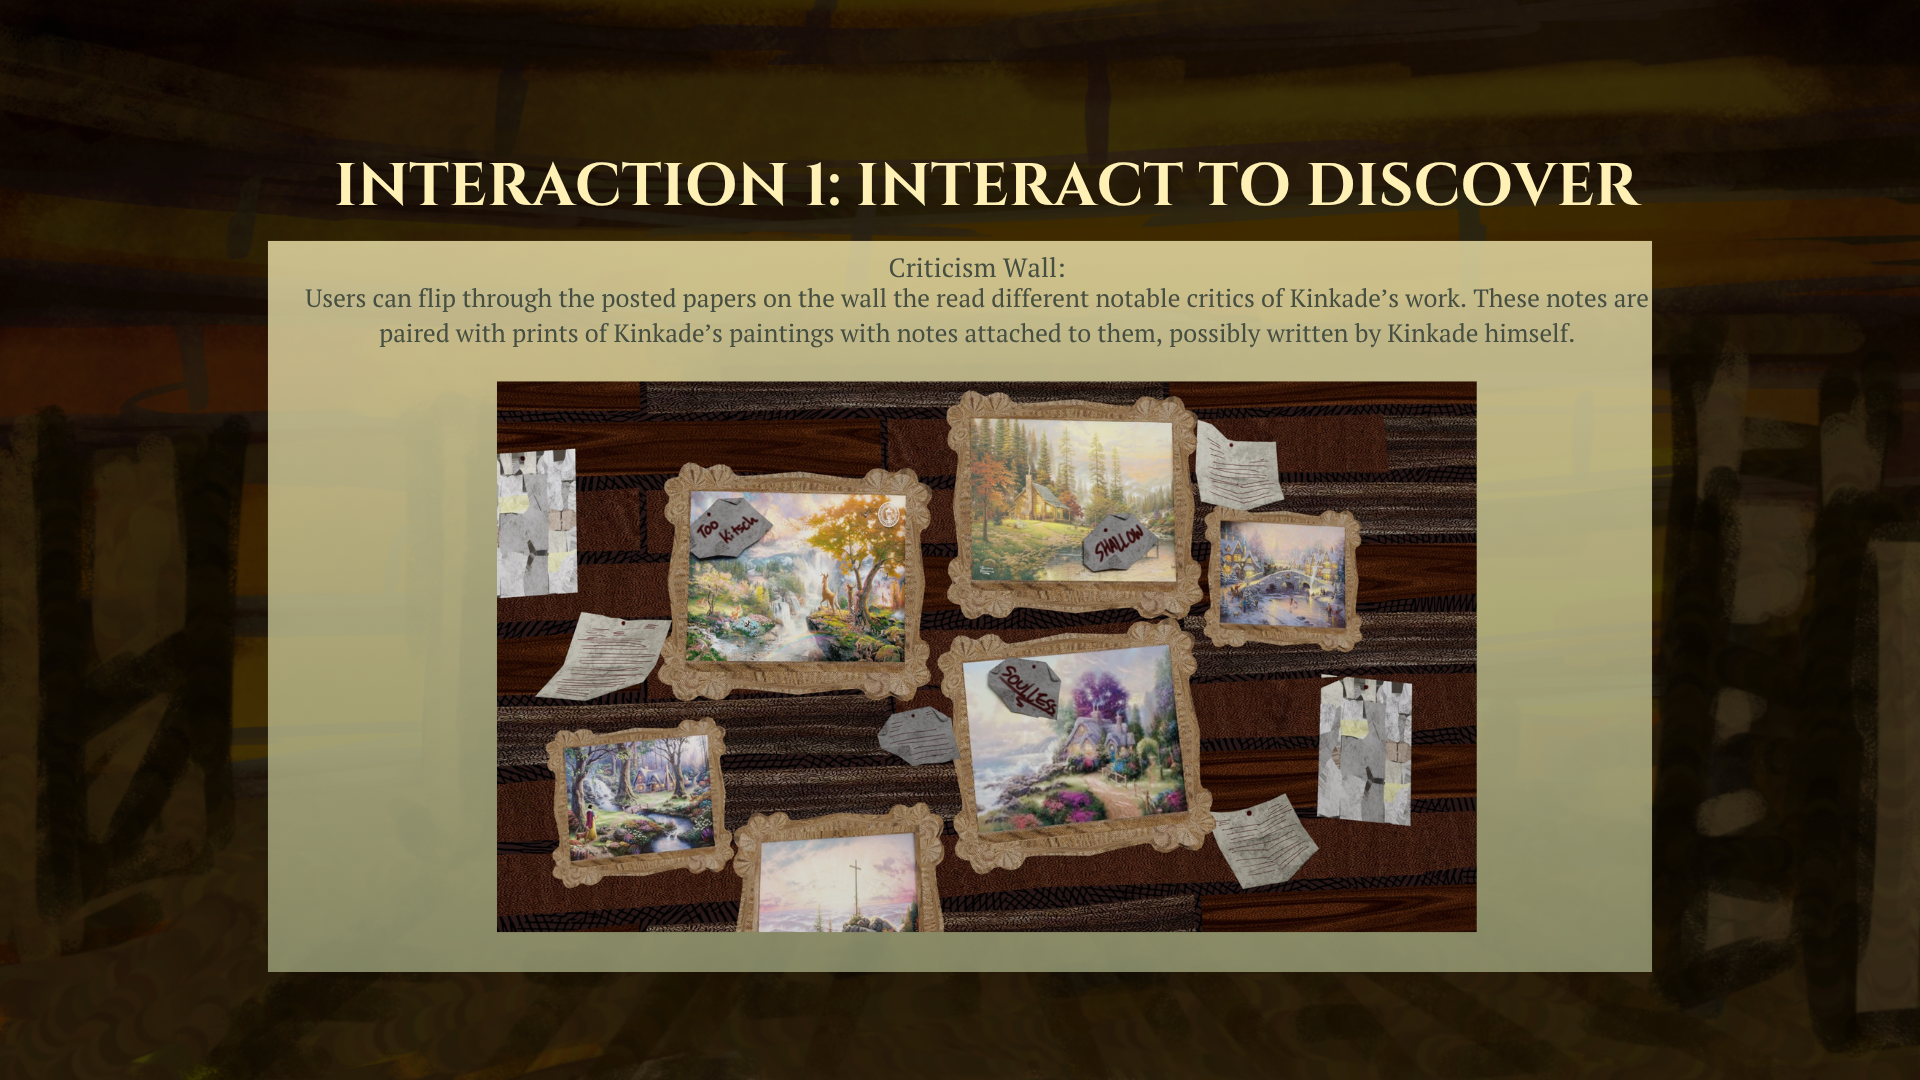 INTERACTION 1: INTERACT TO DISCOVER
Criticism Wall:
Users can flip through the posted papers on the wall the read different notable critics of Kinkade’s work. These notes are
paired with prints of Kinkade’s paintings with notes attached to them, possibly written by Kinkade himself.
TOO
Kitsch
SHALLOW
SOULLESS